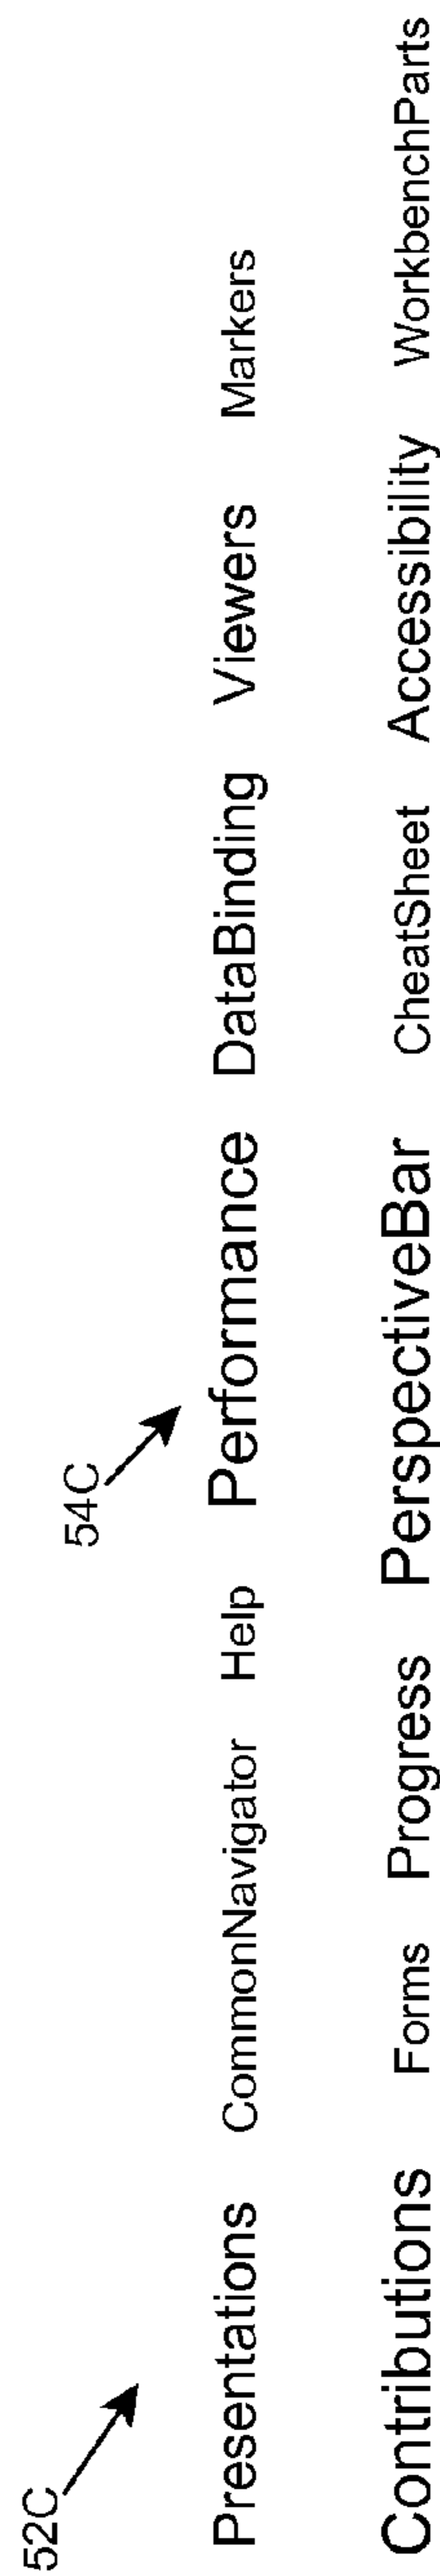 52C
54C
Presentations CommonNavigator Help Performance DataBinding Viewers Markers
Contributions Forms Progress PerspectiveBar CheatSheet Accessibility WorkbenchParts